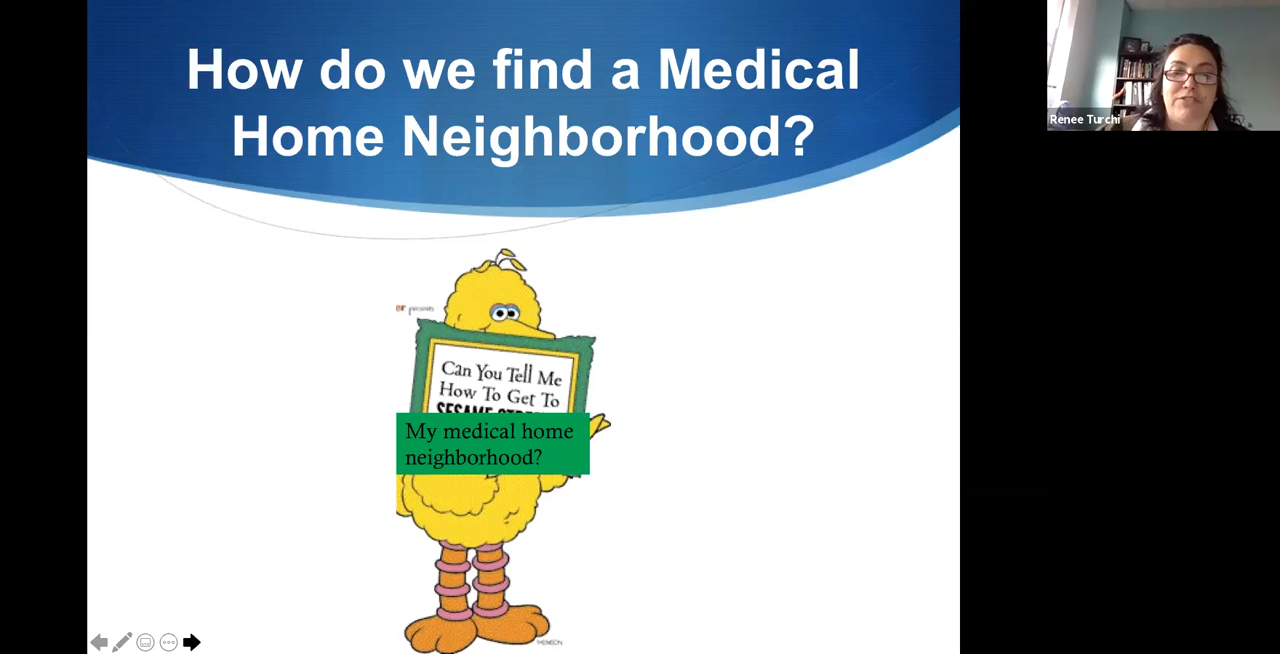 How do we find a Medical
Home Neighborhood?
Renee Turchi
Can You Tell Me
How To Get To
My medical home
neighborhood?